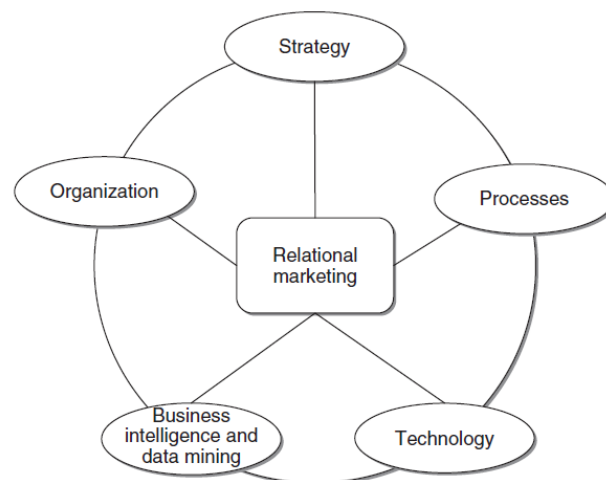 Strategy
Organization
Processes
Relational
marketing
Business
intelligence and
data mining
Technology